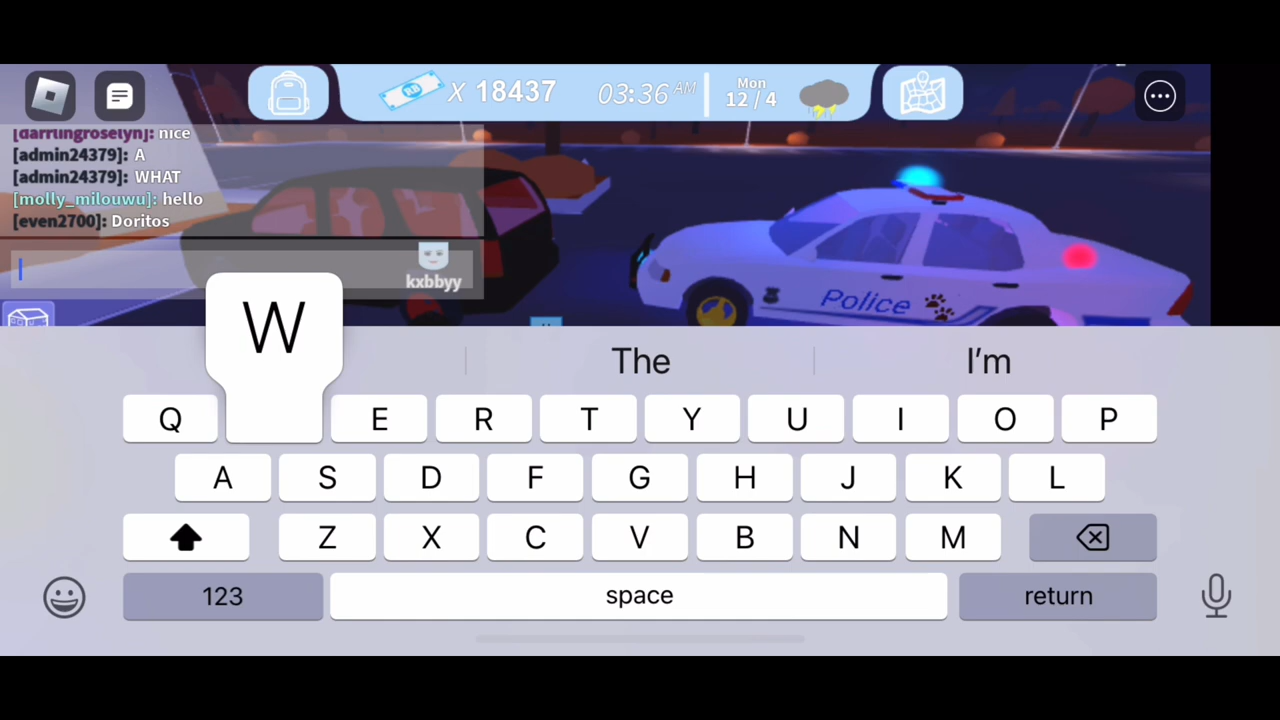 X 18437
03:36 AM
Mon
12/4
[darrlingroselyn]: nice
[admin24379]: A
[admin24379]: WHAT
[molly_milouwu]: hello
[even2700]: Doritos
kxbbyy
Police
W
The
I'm
Q
E
R
T
Y
U
I
O
P
A
S
D
F
G
H
J
K
L
Z
X
C
V
B
N
M
123
space
return